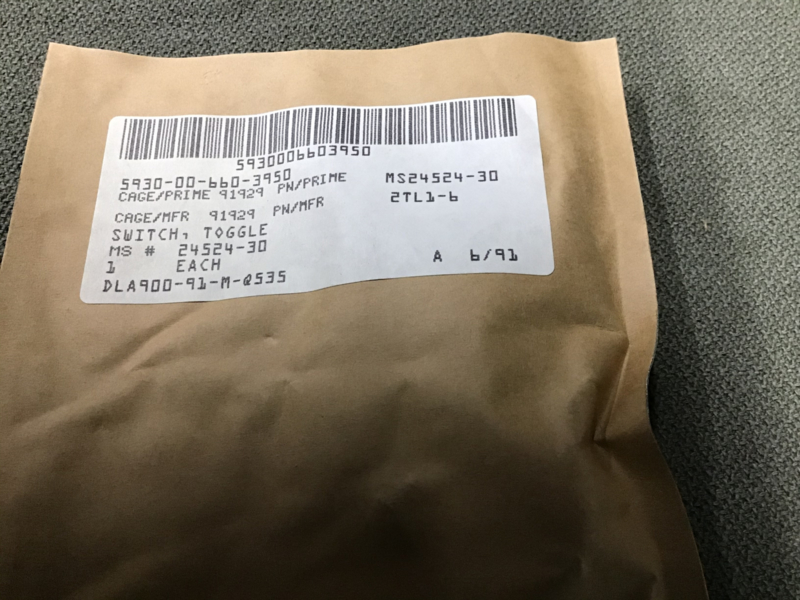 5930006603950
5930-00-660-3950
CAGE/PRIME 91929 PN/PRIME MS24524-30
CAGE/MFR 91929 PN/MFR 2TL1-6
SWITCH, TOGGLE
MS # 24524-30
1 EACH A 6/91
DLA900-91-M-Q535